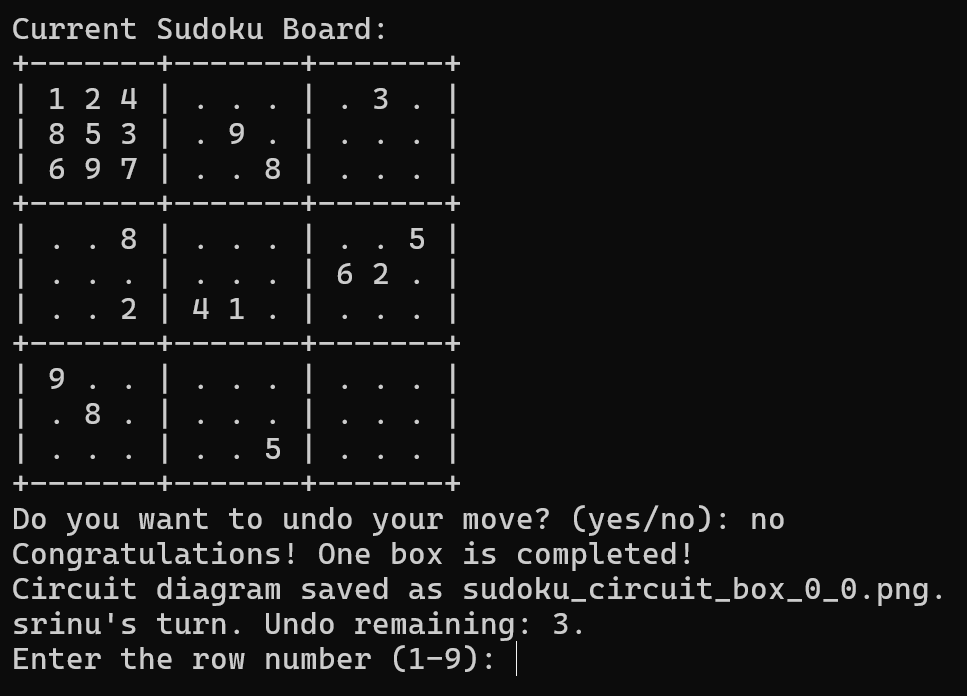 Current Sudoku Board:
+-------+-------+-------+
| 1 2 4 | . . . | . 3 . |
| 8 5 3 | . 9 . | . . . |
| 6 9 7 | . . 8 | . . . |
+-------+-------+-------+
| . . 8 | . . . | . . 5 |
| . . . | . . . | 6 2 . |
| . . 2 | 4 1 . | . . . |
+-------+-------+-------+
| 9 . . | . . . | . . . |
| . 8 . | . . . | . . . |
| . . . | . . 5 | . . . |
+-------+-------+-------+
Do you want to undo your move? (yes/no): no
Congratulations! One box is completed!
Circuit diagram saved as sudoku_circuit_box_0_0.png.
srinu's turn. Undo remaining: 3.
Enter the row number (1-9):